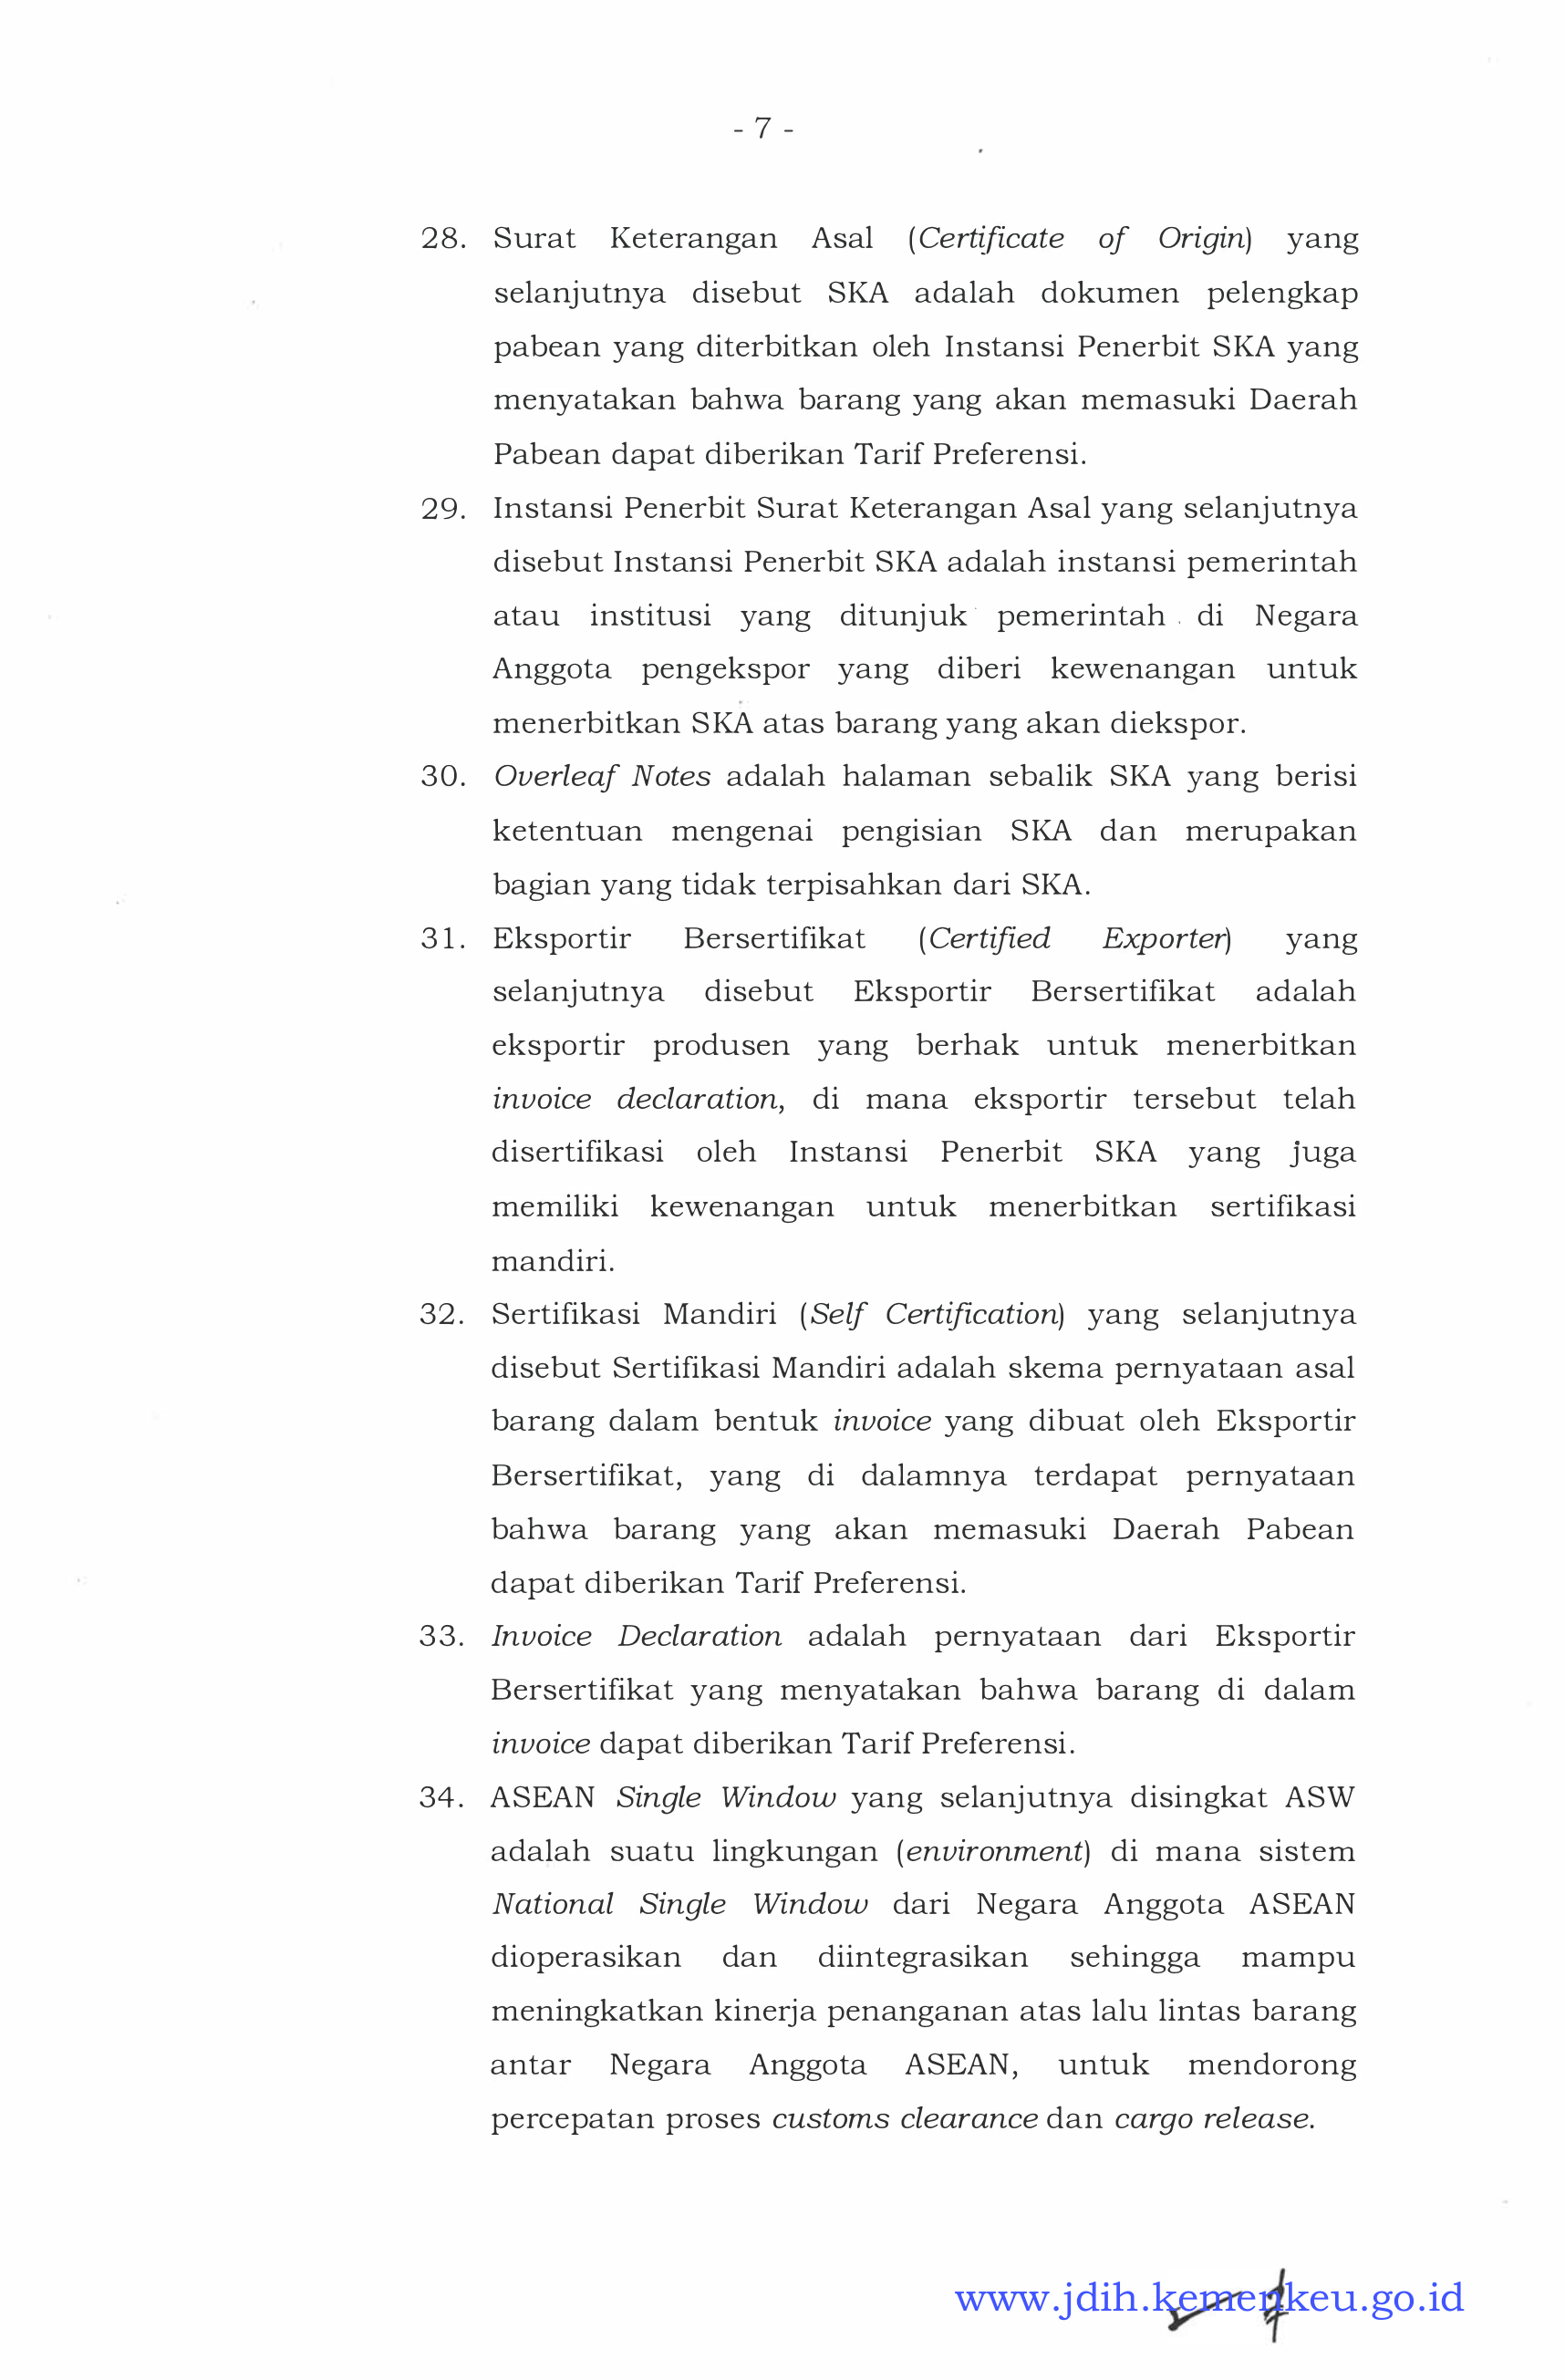 - 7 -
28. Surat Keterangan Asal (Certificate of Origin) yang
selanjutnya disebut SKA adalah dokumen pelengkap
pabean yang diterbitkan oleh Instansi Penerbit SKA yang
menyatakan bahwa barang yang akan memasuki Daerah
Pabean dapat diberikan Tarif Preferensi.
29. Instansi Penerbit Surat Keterangan Asal yang selanjutnya
disebut Instansi Penerbit SKA adalah instansi pemerintah
atau institusi yang ditunjuk pemerintah di Negara
Anggota pengekspor yang diberi kewenangan untuk
menerbitkan SKA atas barang yang akan diekspor.
30. Overleaf Notes adalah halaman sebalik SKA yang berisi
ketentuan mengenai pengisian SKA dan merupakan
bagian yang tidak terpisahkan dari SKA.
31. Eksportir Bersertifikat (Certified Exporter) yang
selanjutnya disebut Eksportir Bersertifikat adalah
eksportir produsen yang berhak untuk menerbitkan
invoice declaration, di mana eksportir tersebut telah
disertifikasi oleh Instansi Penerbit SKA yang juga
memiliki kewenangan untuk menerbitkan sertifikasi
mandiri.
32. Sertifikasi Mandiri (Self Certification) yang selanjutnya
disebut Sertifikasi Mandiri adalah skema pernyataan asal
barang dalam bentuk invoice yang dibuat oleh Eksportir
Bersertifikat, yang di dalamnya terdapat pernyataan
bahwa barang yang akan memasuki Daerah Pabean
dapat diberikan Tarif Preferensi.
33. Invoice Declaration adalah pernyataan dari Eksportir
Bersertifikat yang menyatakan bahwa barang di dalam
invoice dapat diberikan Tarif Preferensi.
34. ASEAN Single Window yang selanjutnya disingkat ASW
adalah suatu lingkungan (environment) di mana sistem
National Single Window dari Negara Anggota ASEAN
dioperasikan dan diintegrasikan sehingga mampu
meningkatkan kinerja penanganan atas lalu lintas barang
antar Negara Anggota ASEAN, untuk mendorong
percepatan proses customs clearance dan cargo release.
www.jdih.kemenkeu.go.id